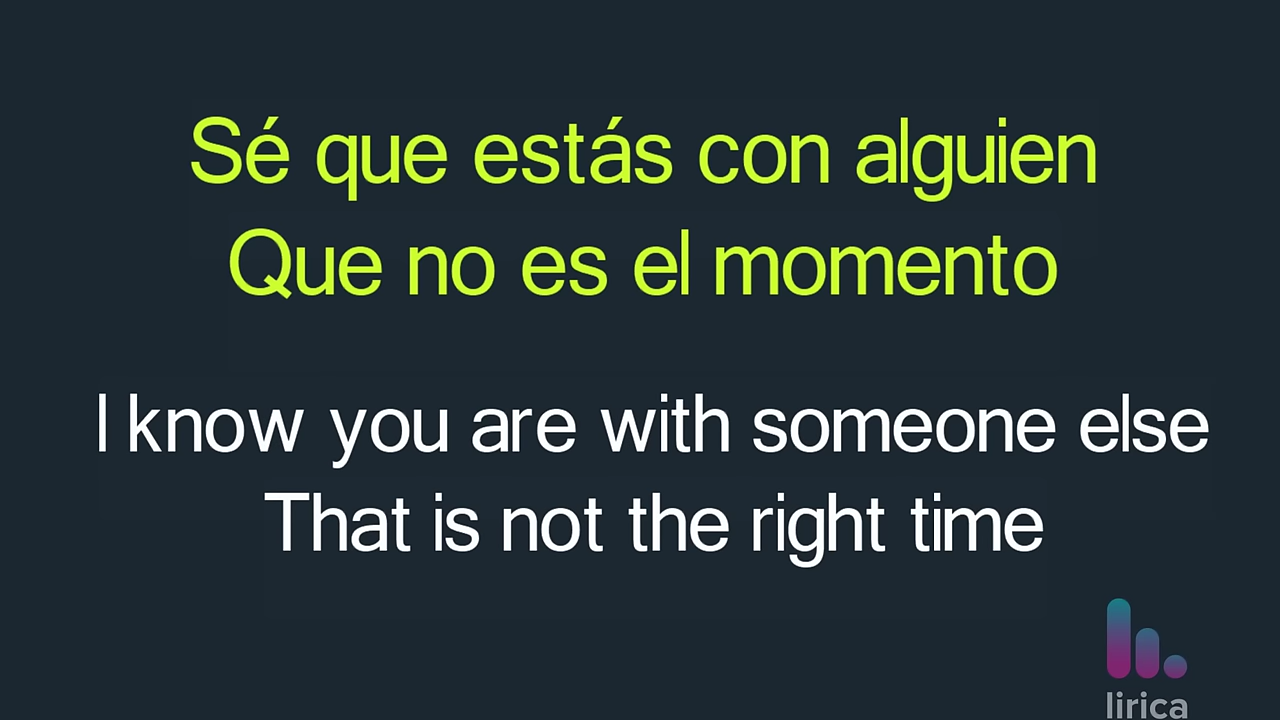 Sé que estás con alguien
Que no es el momento
I know you are with someone else
That is not the right time
lirica